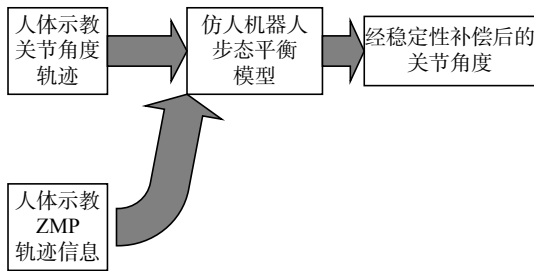 人体示教
关节角度
轨迹
仿人机器人
步态平衡
模型
经稳定性补偿后的
关节角度
人体示教
ZMP
轨迹信息